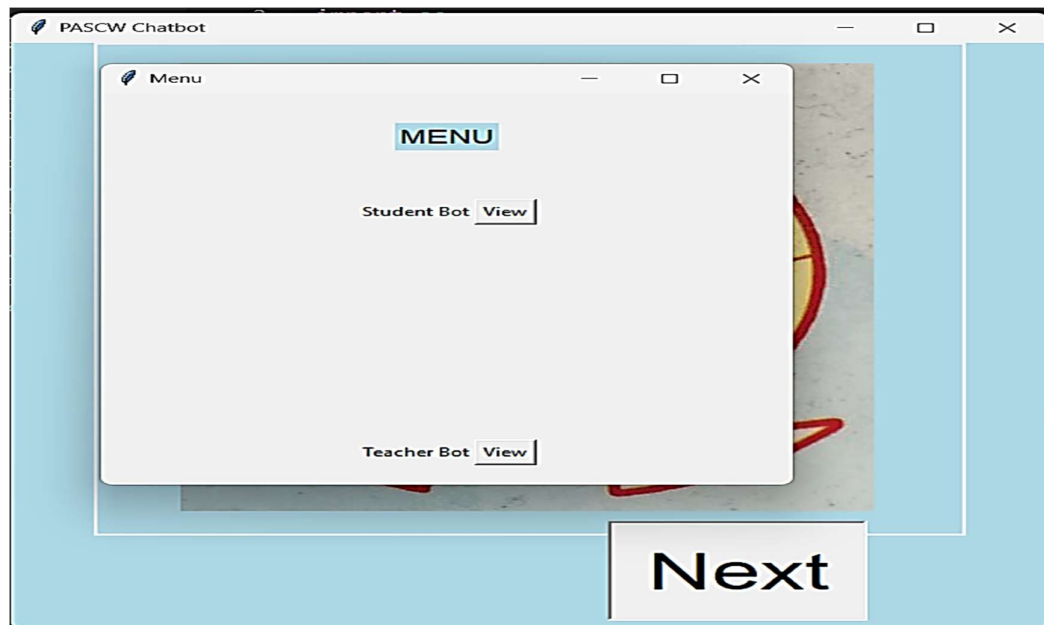 PASCW Chatbot
Menu
MENU
Student Bot View
Teacher Bot View
Next